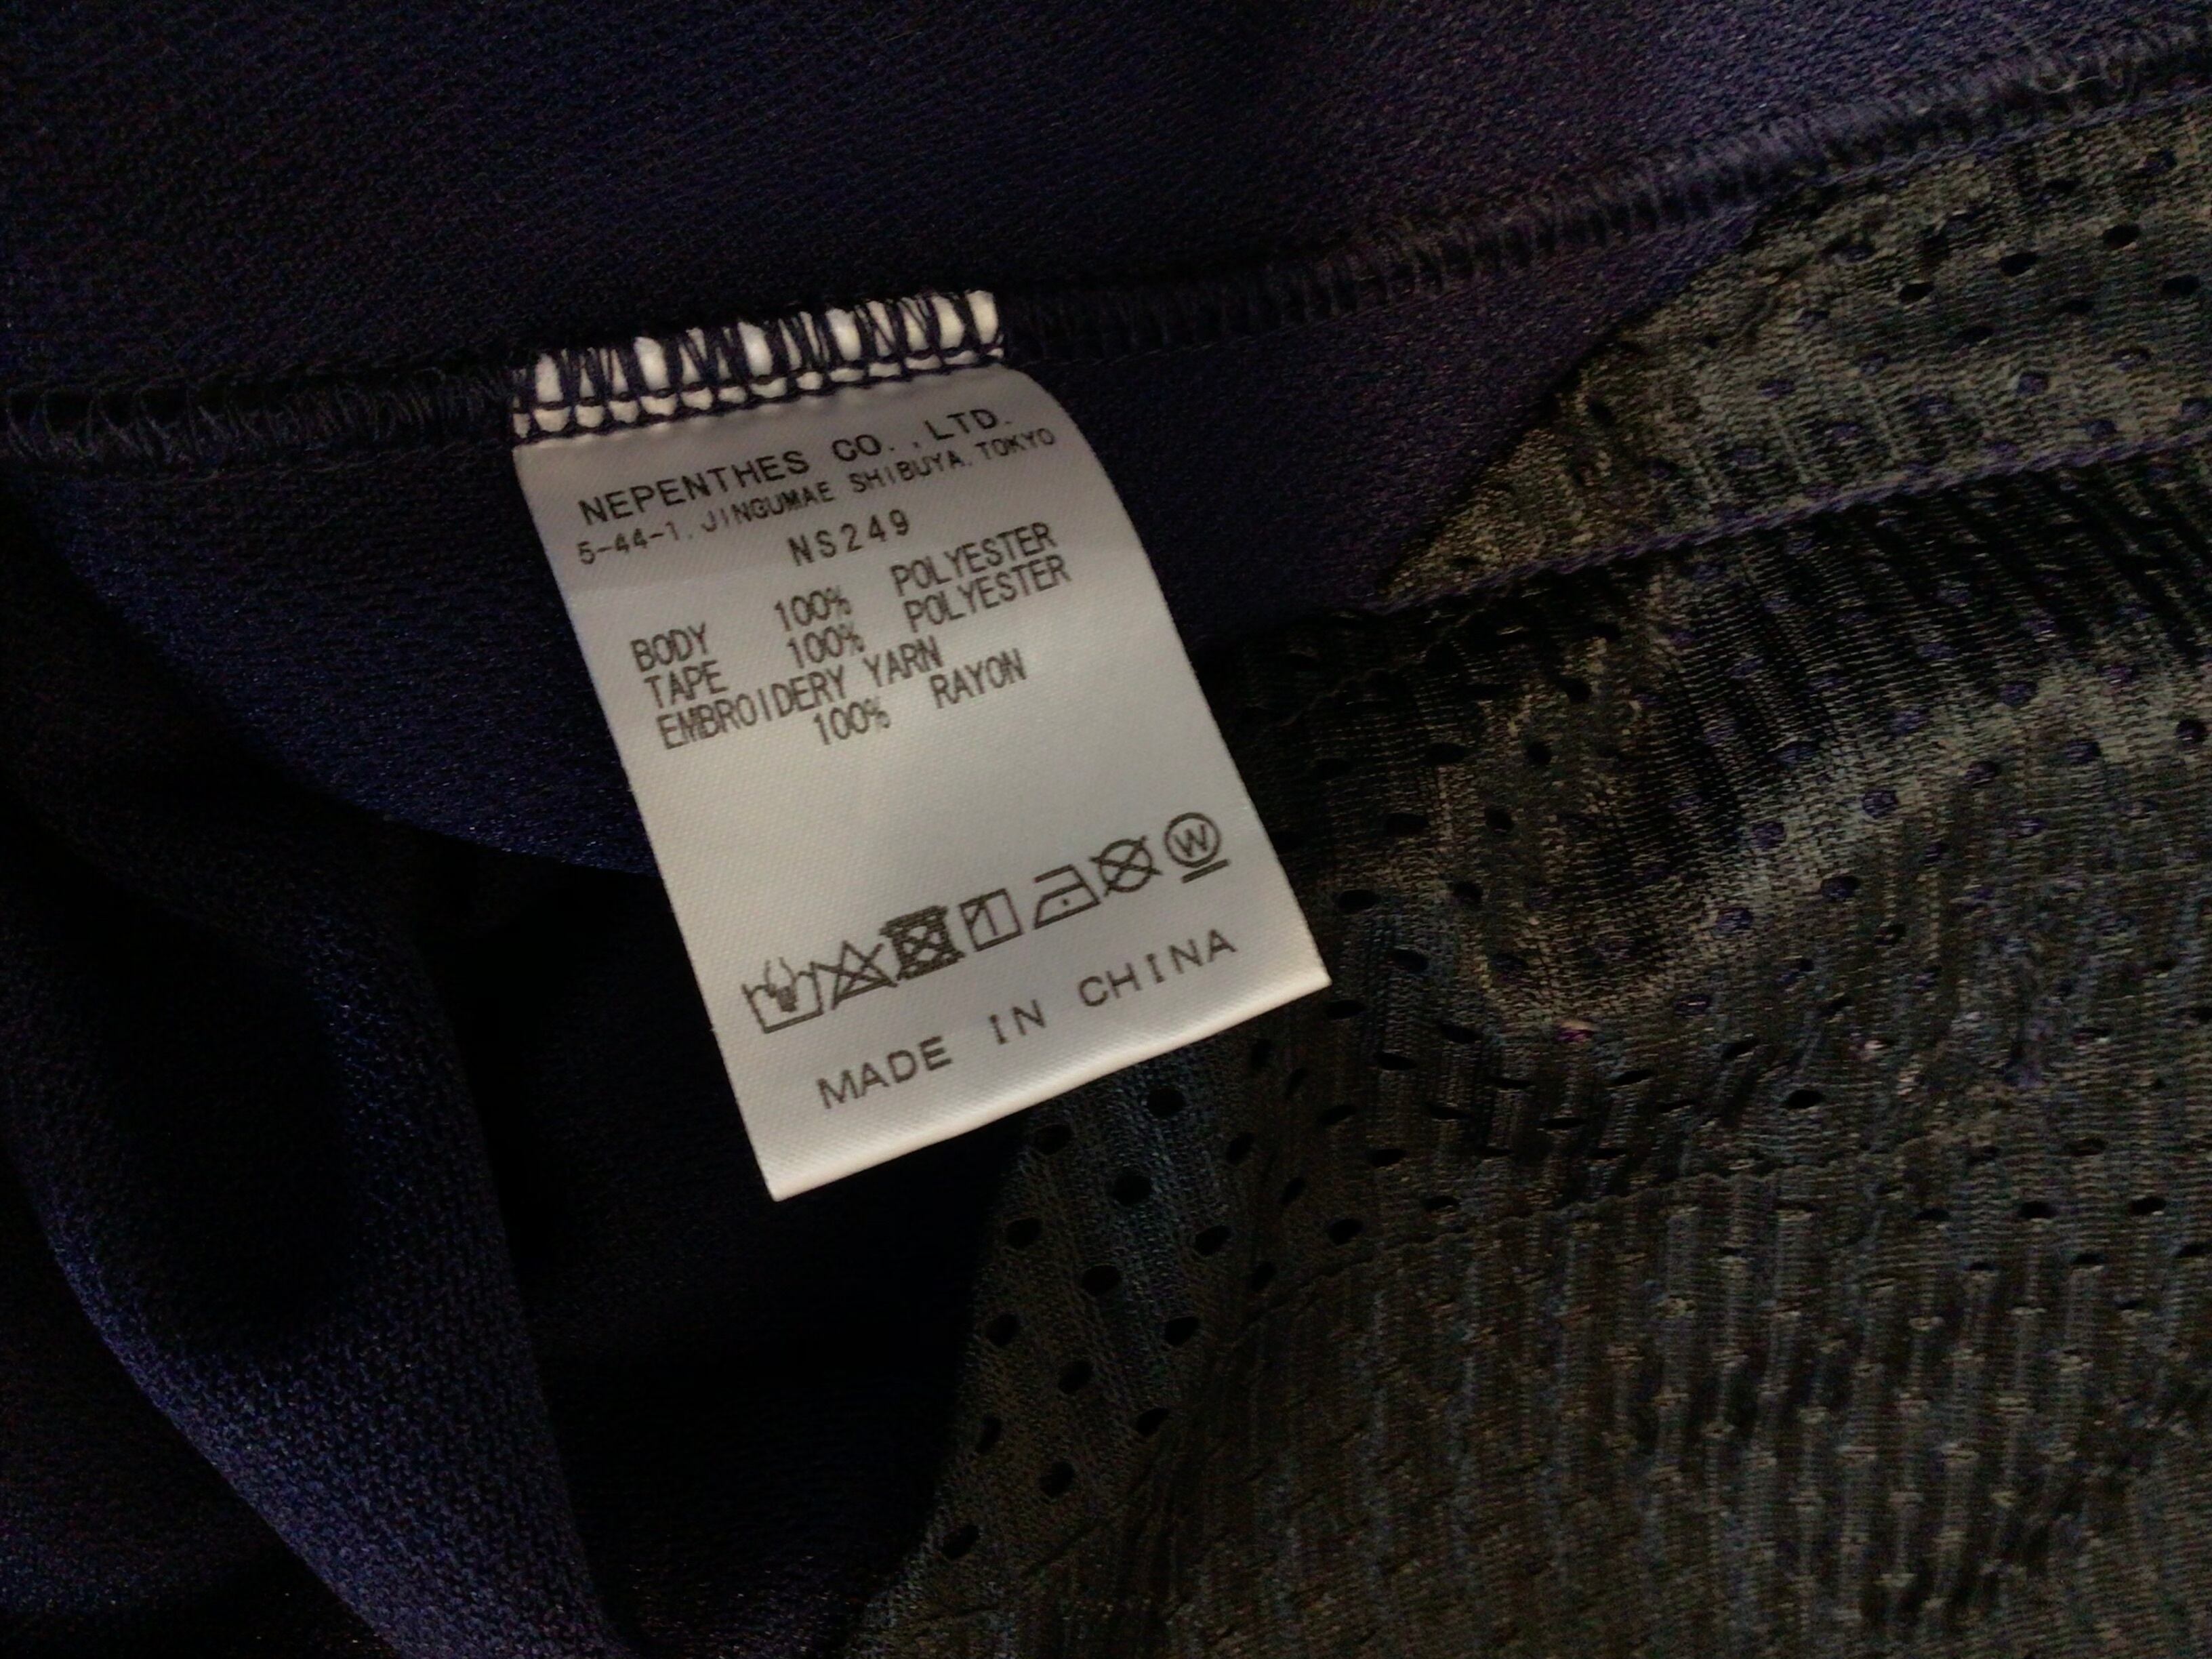 NEPENTHES CO.,LTD.
5-44-1, JINGUMAE SHIBUYA. TOKYO
NS249
BODY 100% POLYESTER
TAPE 100% POLYESTER
EMBROIDERY YARN
100% RAYON
W
MADE IN CHINA